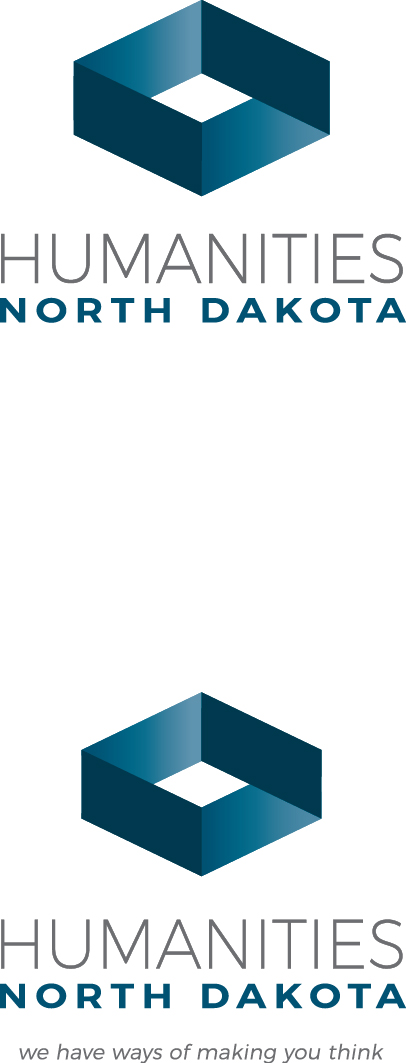 HUMANITIES
NORTH DAKOTA
HUMANITIES
NORTH DAKOTA
we have ways of making you think